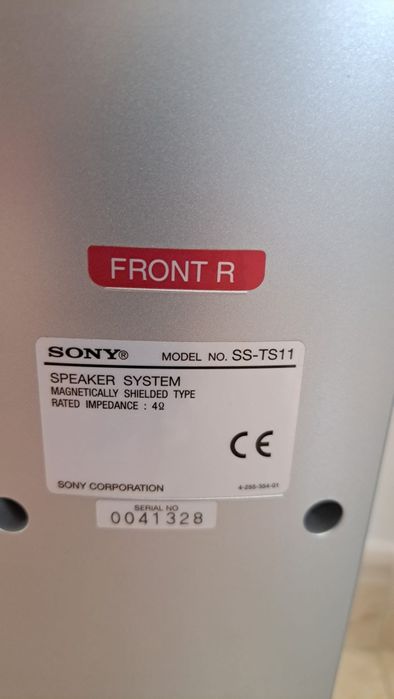 FRONT R
SONY® MODEL NO. SS-TS11
SPEAKER SYSTEM
MAGNETICALLY SHIELDED TYPE
RATED IMPEDANCE : 4Ω
CE
SONY CORPORATION
SERIAL NO
0041328